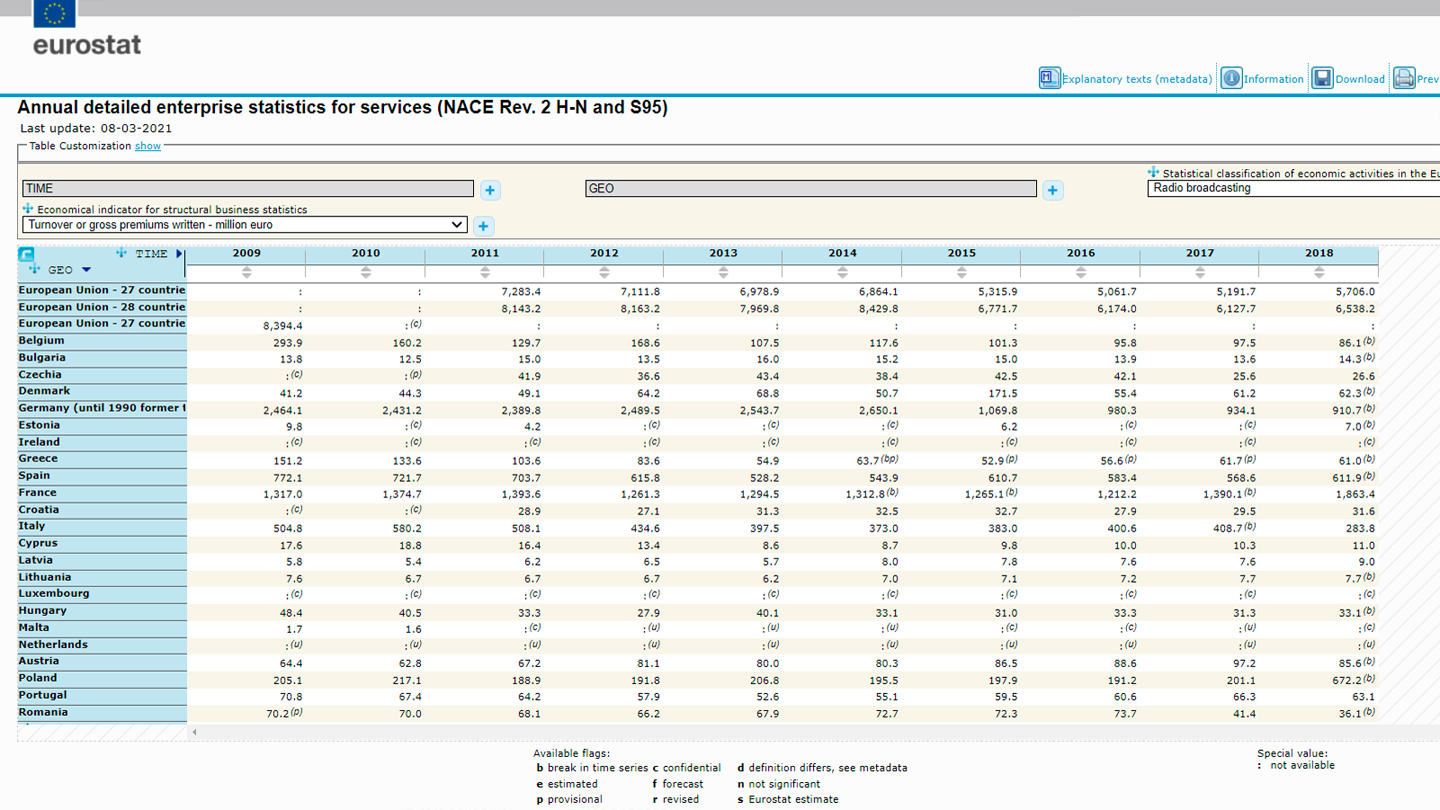 eurostat
Explanatory texts (metadata) Information Download Prev
Annual detailed enterprise statistics for services (NACE Rev. 2 H-N and S95)
Last update: 08-03-2021
Table Customization show
Statistical classification of economic activities in the Eu
TIME GEO Radio broadcasting
Economical indicator for structural business statistics
Turnover or gross premiums written - million euro
TIME 2009 2010 2011 2012 2013 2014 2015 2016 2017 2018
GEO
European Union - 27 countrie : : 7,283.4 7,111.8 6,978.9 6,864.1 5,315.9 5,061.7 5,191.7 5,706.0
European Union - 28 countrie : : 8,143.2 8,163.2 7,969.8 8,429.8 6,771.7 6,174.0 6,127.7 6,538.2
European Union - 27 countrie 8,394.4 :(c) : : : : : : : :
Belgium 293.9 160.2 129.7 168.6 107.5 117.6 101.3 95.8 97.5 86.1(b)
Bulgaria 13.8 12.5 15.0 13.5 16.0 15.2 15.0 13.9 13.6 14.3(b)
Czechia :(c) :(p) 41.9 36.6 43.4 38.4 42.5 42.1 25.6 26.6
Denmark 41.2 44.3 49.1 64.2 68.8 50.7 171.5 55.4 61.2 62.3(b)
Germany (until 1990 former t 2,464.1 2,431.2 2,389.8 2,489.5 2,543.7 2,650.1 1,069.8 980.3 934.1 910.7(b)
Estonia 9.8 :(c) 4.2 :(c) :(c) :(c) 6.2 :(c) :(c) 7.0(b)
Ireland :(c) :(c) :(c) :(c) :(c) :(c) :(c) :(c) :(c) :(c)
Greece 151.2 133.6 103.6 83.6 54.9 63.7(bp) 52.9(p) 56.6(p) 61.7(p) 61.0(b)
Spain 772.1 721.7 703.7 615.8 528.2 543.9 610.7 583.4 568.6 611.9(b)
France 1,317.0 1,374.7 1,393.6 1,261.3 1,294.5 1,312.8(b) 1,265.1(b) 1,212.2 1,390.1(b) 1,863.4
Croatia :(c) :(c) 28.9 27.1 31.3 32.5 32.7 27.9 29.5 31.6
Italy 504.8 580.2 508.1 434.6 397.5 373.0 383.0 400.6 408.7(b) 283.8
Cyprus 17.6 18.8 16.4 13.4 8.6 8.7 9.8 10.0 10.3 11.0
Latvia 5.8 5.4 6.2 6.5 5.7 8.0 7.8 7.6 7.6 9.0
Lithuania 7.6 6.7 6.7 6.7 6.2 7.0 7.1 7.2 7.7 7.7(b)
Luxembourg :(c) :(c) :(c) :(c) :(c) :(c) :(c) :(c) :(c) :(c)
Hungary 48.4 40.5 33.3 27.9 40.1 33.1 31.0 33.3 31.3 33.1(b)
Malta 1.7 1.6 :(c) :(u) :(u) :(u) :(c) :(c) :(u) :(c)
Netherlands :(u) :(u) :(u) :(u) :(u) :(u) :(u) :(u) :(u) :(u)
Austria 64.4 62.8 67.2 81.1 80.0 80.3 86.5 88.6 97.2 85.6(b)
Poland 205.1 217.1 188.9 191.8 206.8 195.5 197.9 191.2 201.1 672.2(b)
Portugal 70.8 67.4 64.2 57.9 52.6 55.1 59.5 60.6 66.3 63.1
Romania 70.2(p) 70.0 68.1 66.2 67.9 72.7 72.3 73.7 41.4 36.1(b)
Available flags: Special value:
b break in time series c confidential d definition differs, see metadata : not available
e estimated f forecast n not significant
p provisional r revised s Eurostat estimate